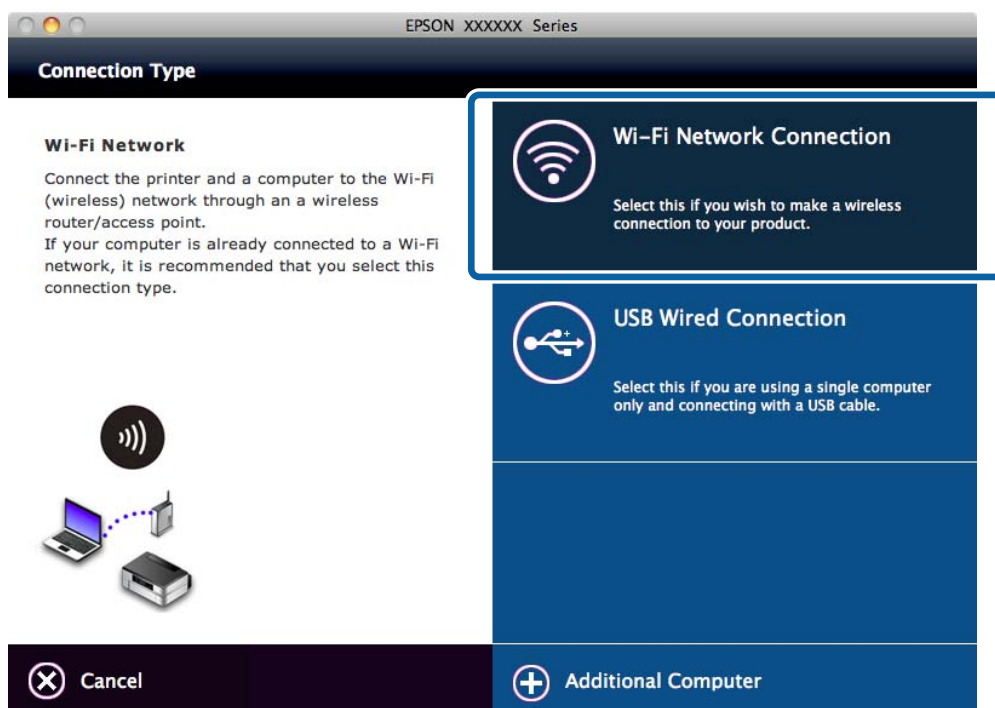 EPSON XXXXXX Series
Connection Type
Wi-Fi Network
Connect the printer and a computer to the Wi-Fi
(wireless) network through an a wireless
router/access point.
If your computer is already connected to a Wi-Fi
network, it is recommended that you select this
connection type.
Wi-Fi Network Connection
Select this if you wish to make a wireless
connection to your product.
USB Wired Connection
Select this if you are using a single computer
only and connecting with a USB cable.
Cancel
Additional Computer